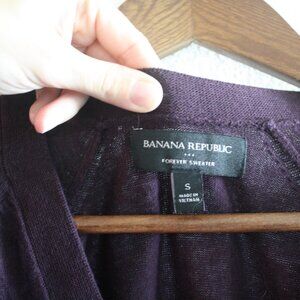 BANANA REPUBLIC
FOREVER SWEATER
S
MADE IN
VIETNAM